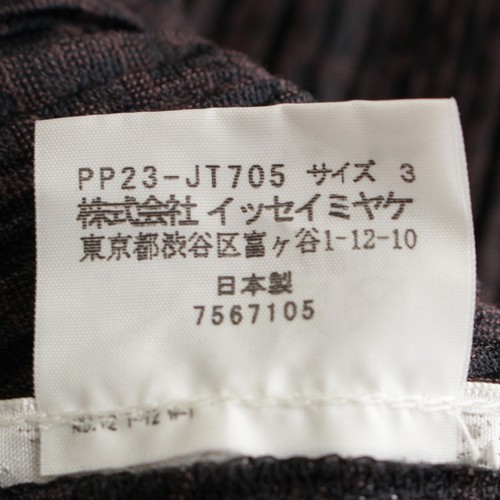 PP23-JT705 サイズ 3
株式会社 イッセイミヤケ
東京都渋谷区富ヶ谷1-12-10
日本製
7567105